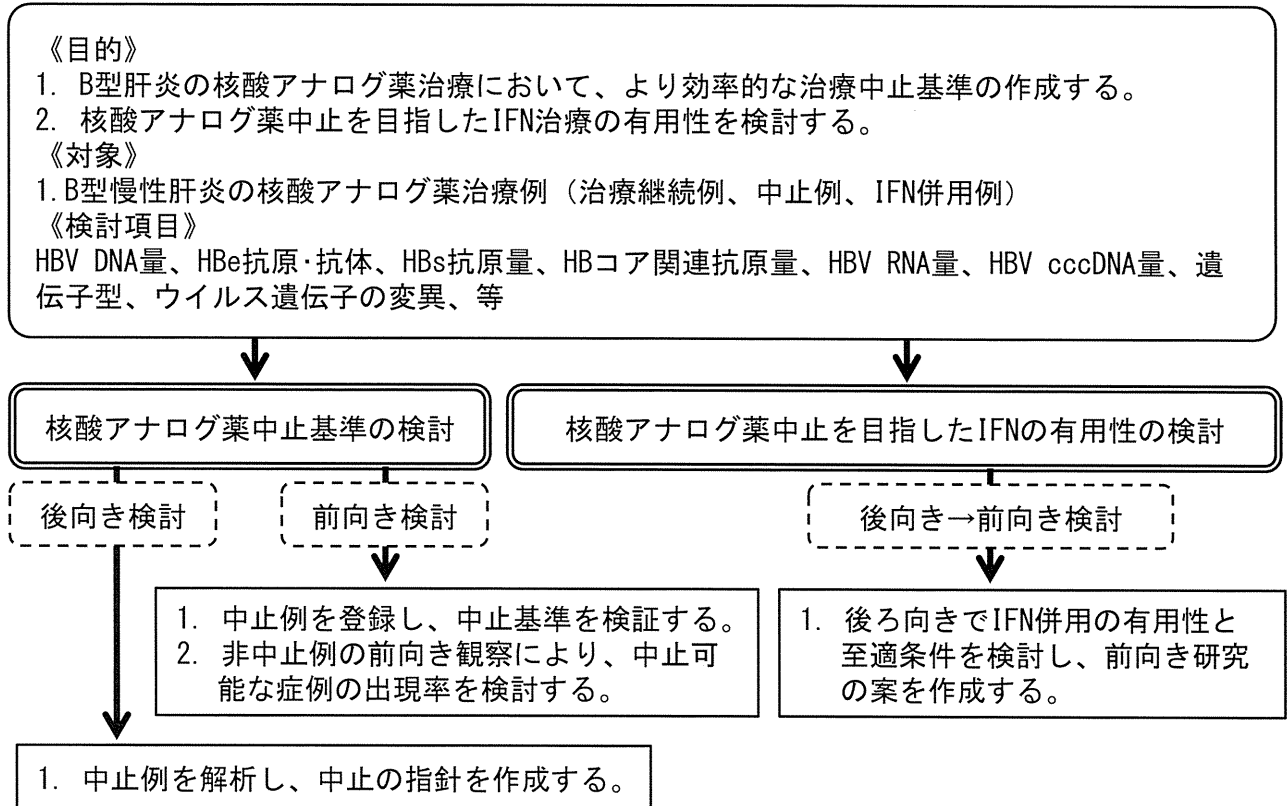 《目的》
1. B型肝炎の核酸アナログ薬治療において、より効率的な治療中止基準の作成する。
2. 核酸アナログ薬中止を目指したIFN治療の有用性を検討する。
《対象》
1.B型慢性肝炎の核酸アナログ薬治療例（治療継続例、中止例、IFN併用例）
《検討項目》
HBV DNA量、HBe抗原･抗体、HBs抗原量、HBコア関連抗原量、HBV RNA量、HBV cccDNA量、遺
伝子型、ウイルス遺伝子の変異、等
核酸アナログ薬中止基準の検討
核酸アナログ薬中止を目指したIFNの有用性の検討
後向き検討
前向き検討
後向き→前向き検討
1. 中止例を登録し、中止基準を検証する。
2. 非中止例の前向き観察により、中止可
能な症例の出現率を検討する。
1. 後ろ向きでIFN併用の有用性と
至適条件を検討し、前向き研究
の案を作成する。
1. 中止例を解析し、中止の指針を作成する。